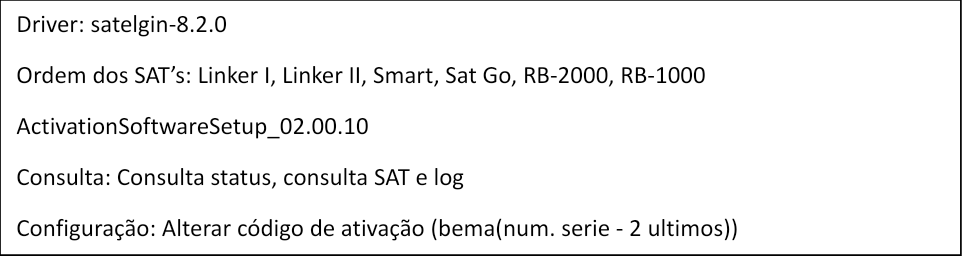 Driver: satelgin-8.2.0
Ordem dos SAT’s: Linker I, Linker II, Smart, Sat Go, RB-2000, RB-1000
ActivationSoftwareSetup_02.00.10
Consulta: Consulta status, consulta SAT e log
Configuração: Alterar código de ativação (bema(num. serie - 2 ultimos))